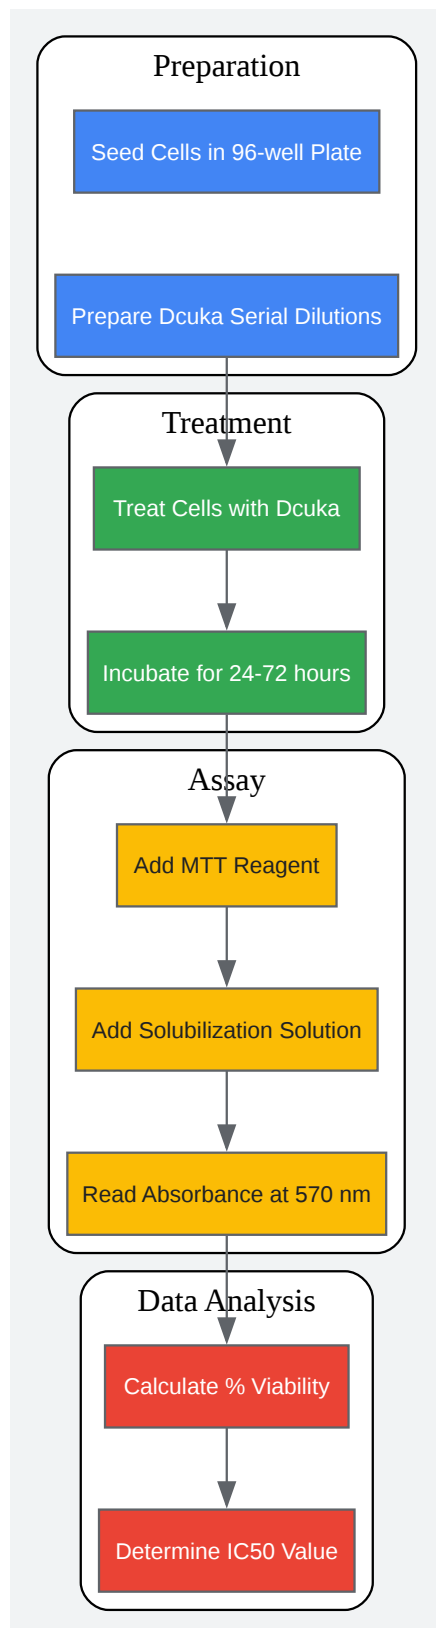 Preparation
Seed Cells in 96-well Plate
Prepare Dcuka Serial Dilutions
Treatment
Treat Cells with Dcuka
Incubate for 24-72 hours
Assay
Add MTT Reagent
Add Solubilization Solution
Read Absorbance at 570 nm
Data Analysis
Calculate % Viability
Determine IC50 Value